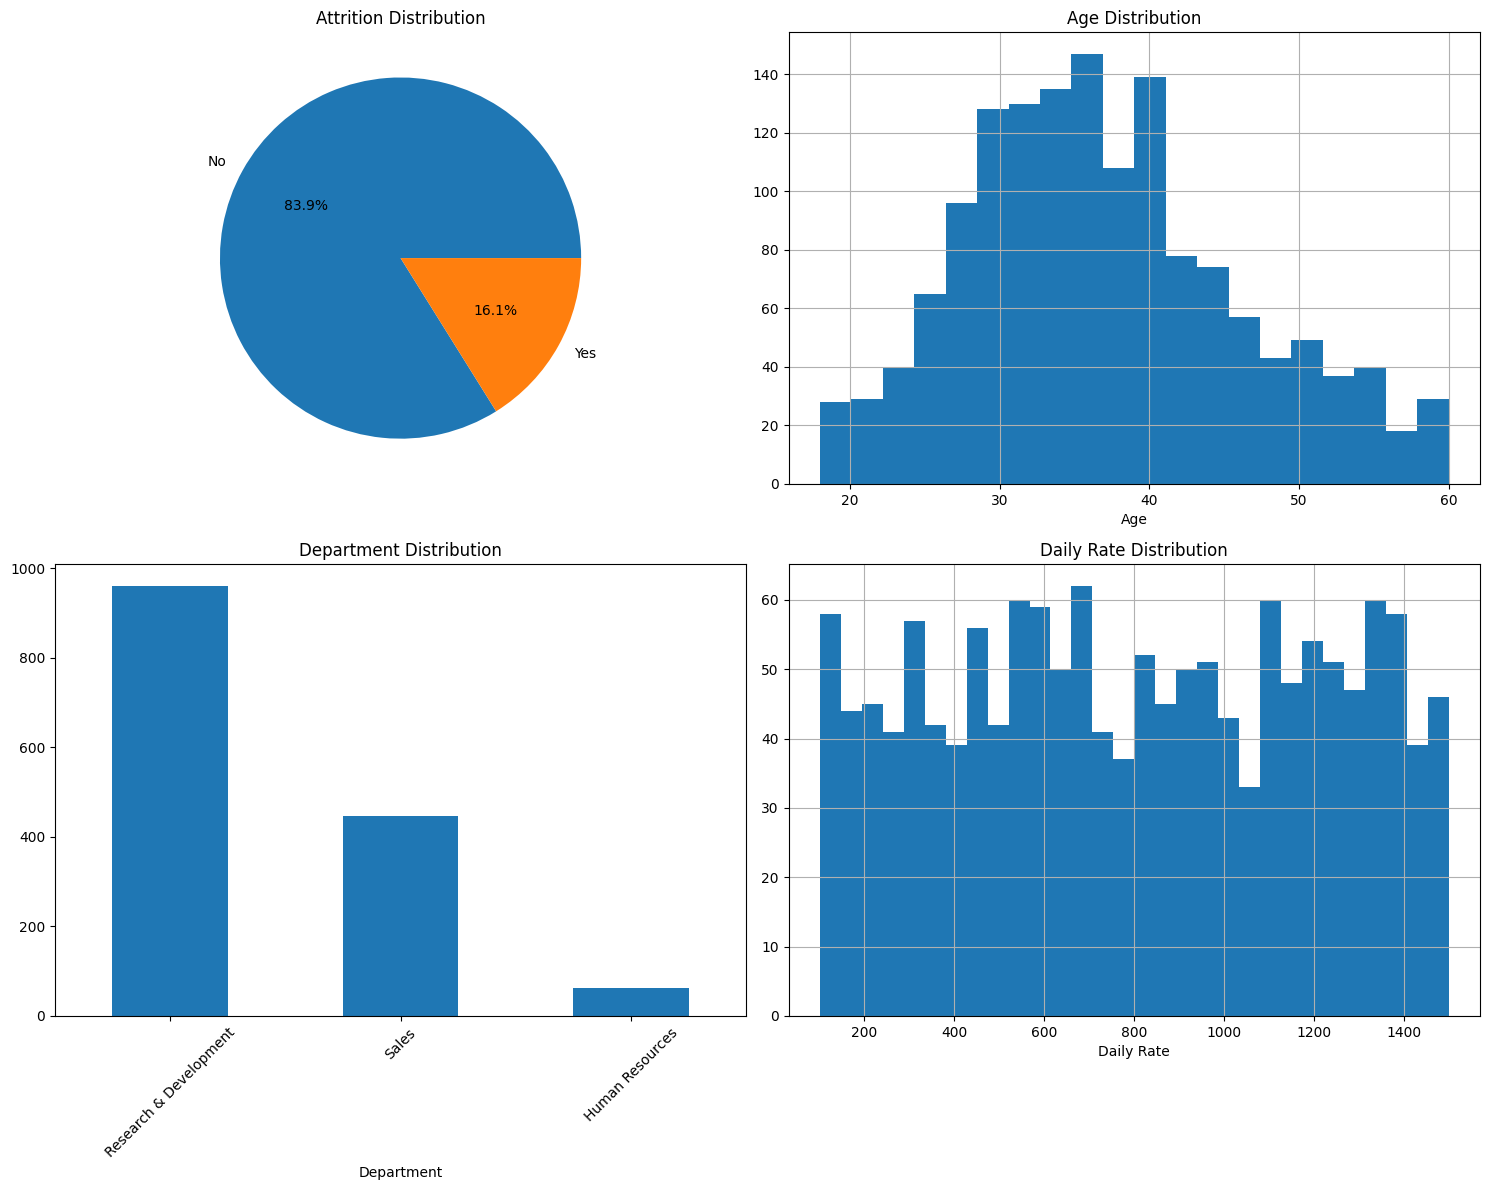 Attrition Distribution
No
83.9%
16.1%
Yes
Age Distribution
140
120
100
80
60
40
20
0
20 30 40 50 60
Age
Department Distribution
1000
800
600
400
200
0
Research & Development
Sales
Human Resources
Department
Daily Rate Distribution
60
50
40
30
20
10
0
200 400 600 800 1000 1200 1400
Daily Rate